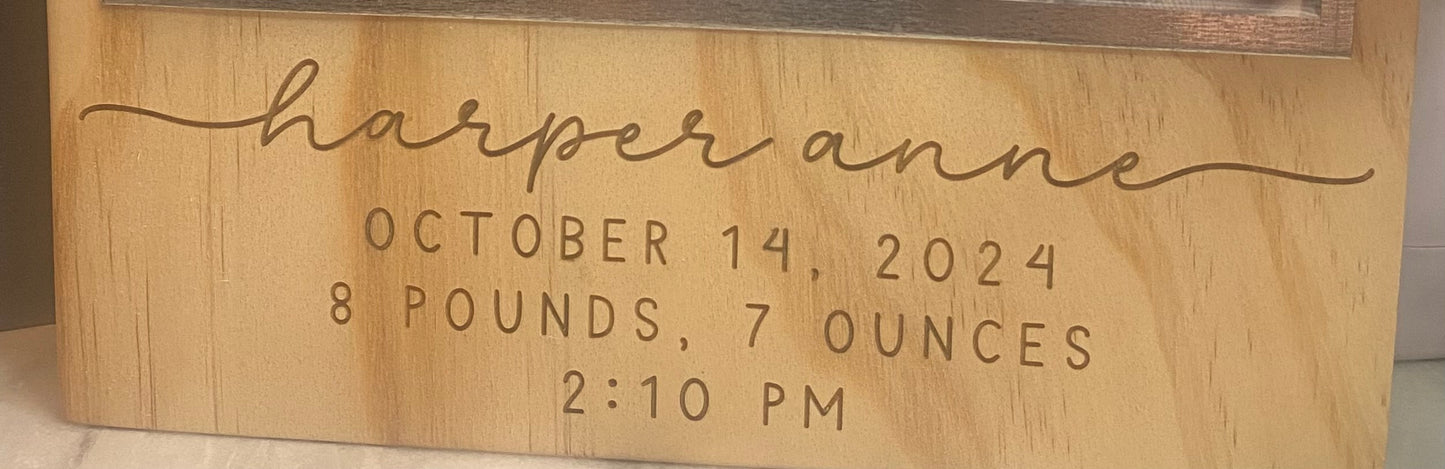 harper anne
OCTOBER 14, 2024
8 POUNDS, 7 OUNCES
2:10 PM